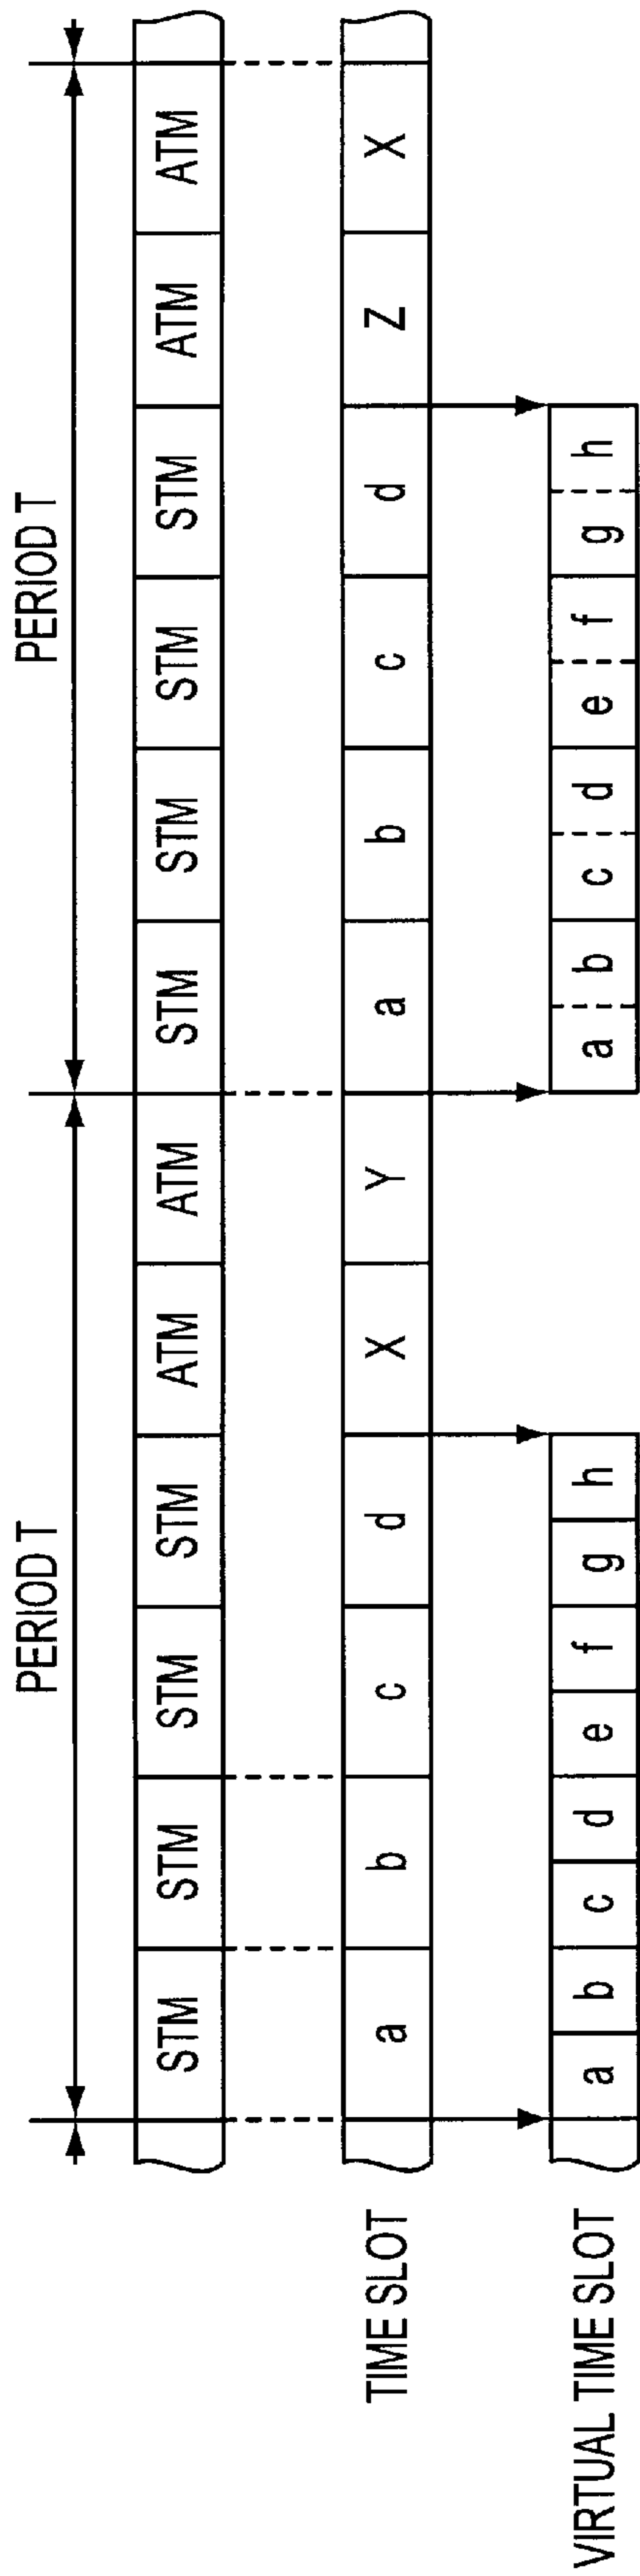 PERIOD T PERIOD T
STM STM STM STM ATM ATM STM STM STM STM ATM ATM
TIME SLOT a b c d X Y a b c d Z X
VIRTUAL TIME SLOT a b c d e f g h a b c d e f g h